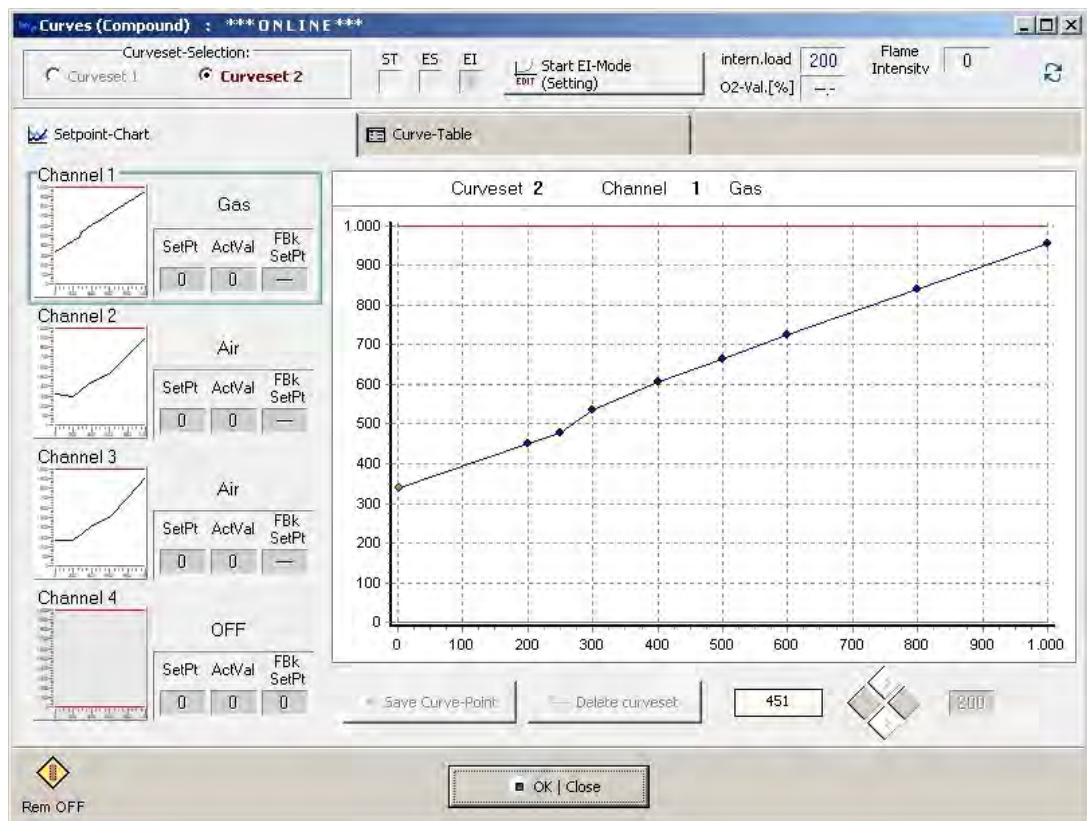 Curves (Compound) : ***ONLINE***
Curveset-Selection:
Curveset 1
Curveset 2
ST ES EI
EDIT
Start EI-Mode
(Setting)
intern.load 200
O2-Val.[%] --.-
Flame
Intensity 0
Setpoint-Chart
Curve-Table
Channel 1
Gas
SetPt ActVal FBk
SetPt
0 0 ---
Channel 2
Air
SetPt ActVal FBk
SetPt
0 0 ---
Channel 3
Air
SetPt ActVal FBk
SetPt
0 0 ---
Channel 4
OFF
SetPt ActVal FBk
SetPt
0 0 0
Curveset 2 Channel 1 Gas
1.000
900
800
700
600
500
400
300
200
100
0
0 100 200 300 400 500 600 700 800 900 1.000
Save Curve-Point
Delete curveset
451
200
Rem OFF
OK | Close